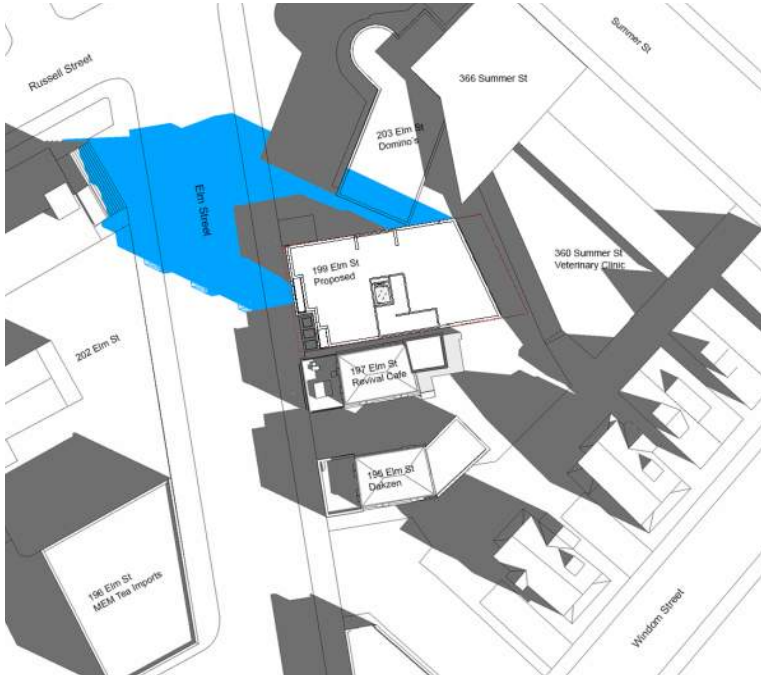 Summer St
Russell Street
366 Summer St
203 Elm St
Domino's
Elm Street
360 Summer St
Veterinary Clinic
199 Elm St
Proposed
202 Elm St
197 Elm St
Revival Cafe
195 Elm St
Dakzen
196 Elm St
MEM Tea Imports
Windom Street